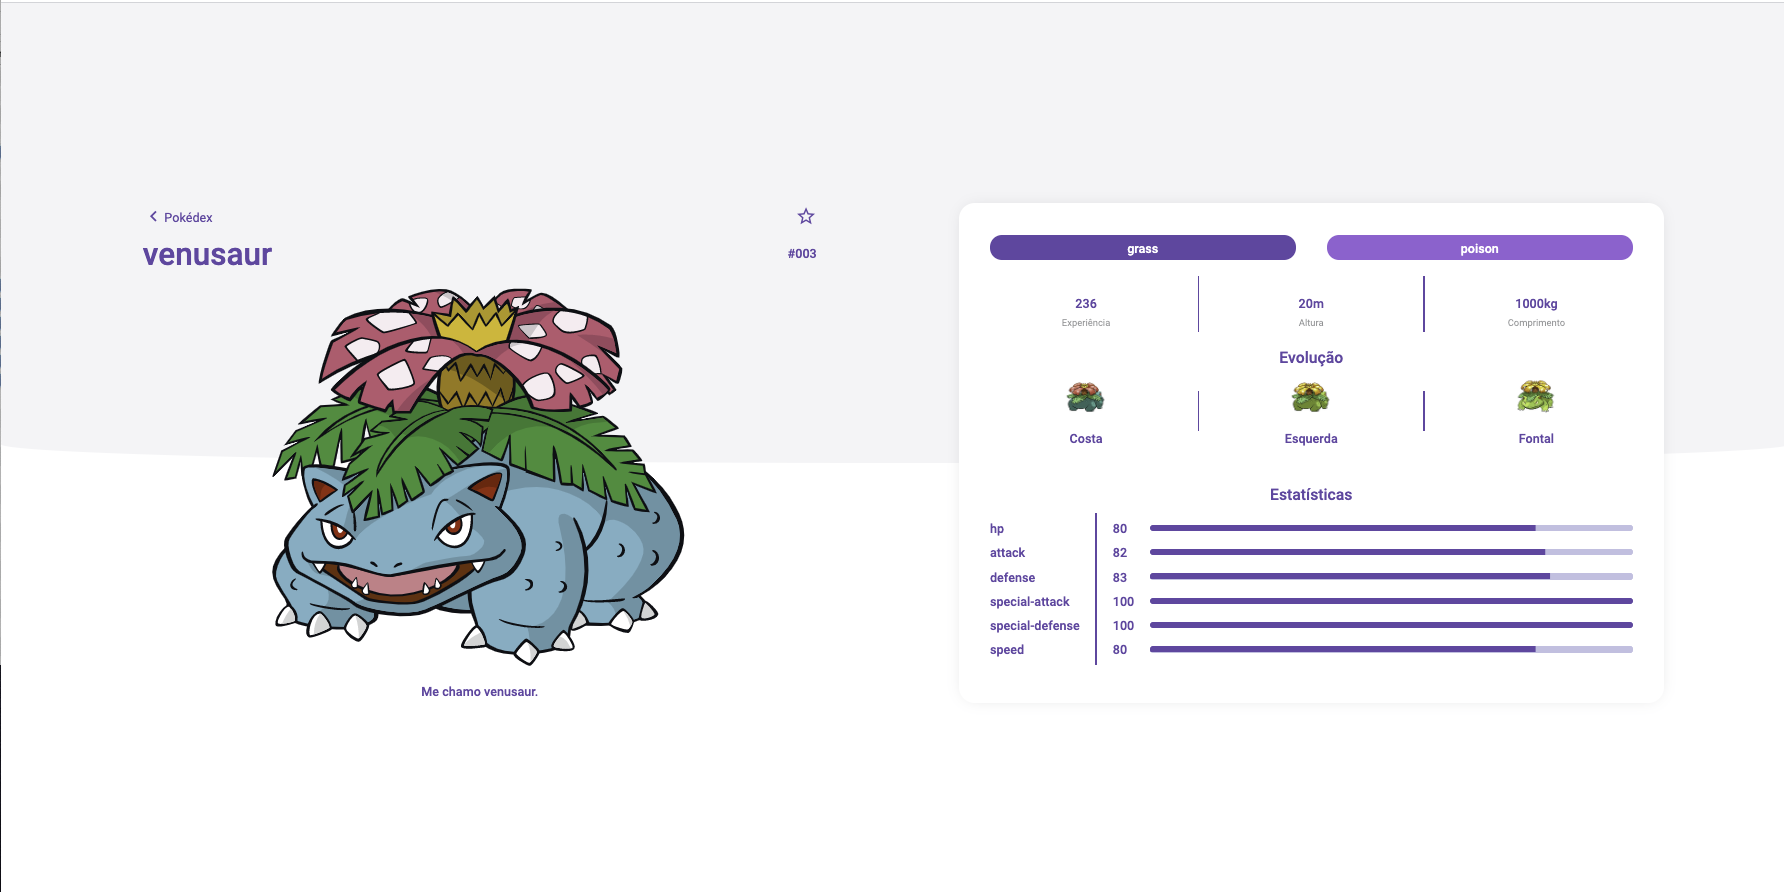 Pokédex
venusaur
#003
Me chamo venusaur.
grass poison
236 20m 1000kg
Experiência Altura Comprimento
Evolução
Costa Esquerda Fontal
Estatísticas
hp 80
attack 82
defense 83
special-attack 100
special-defense 100
speed 80